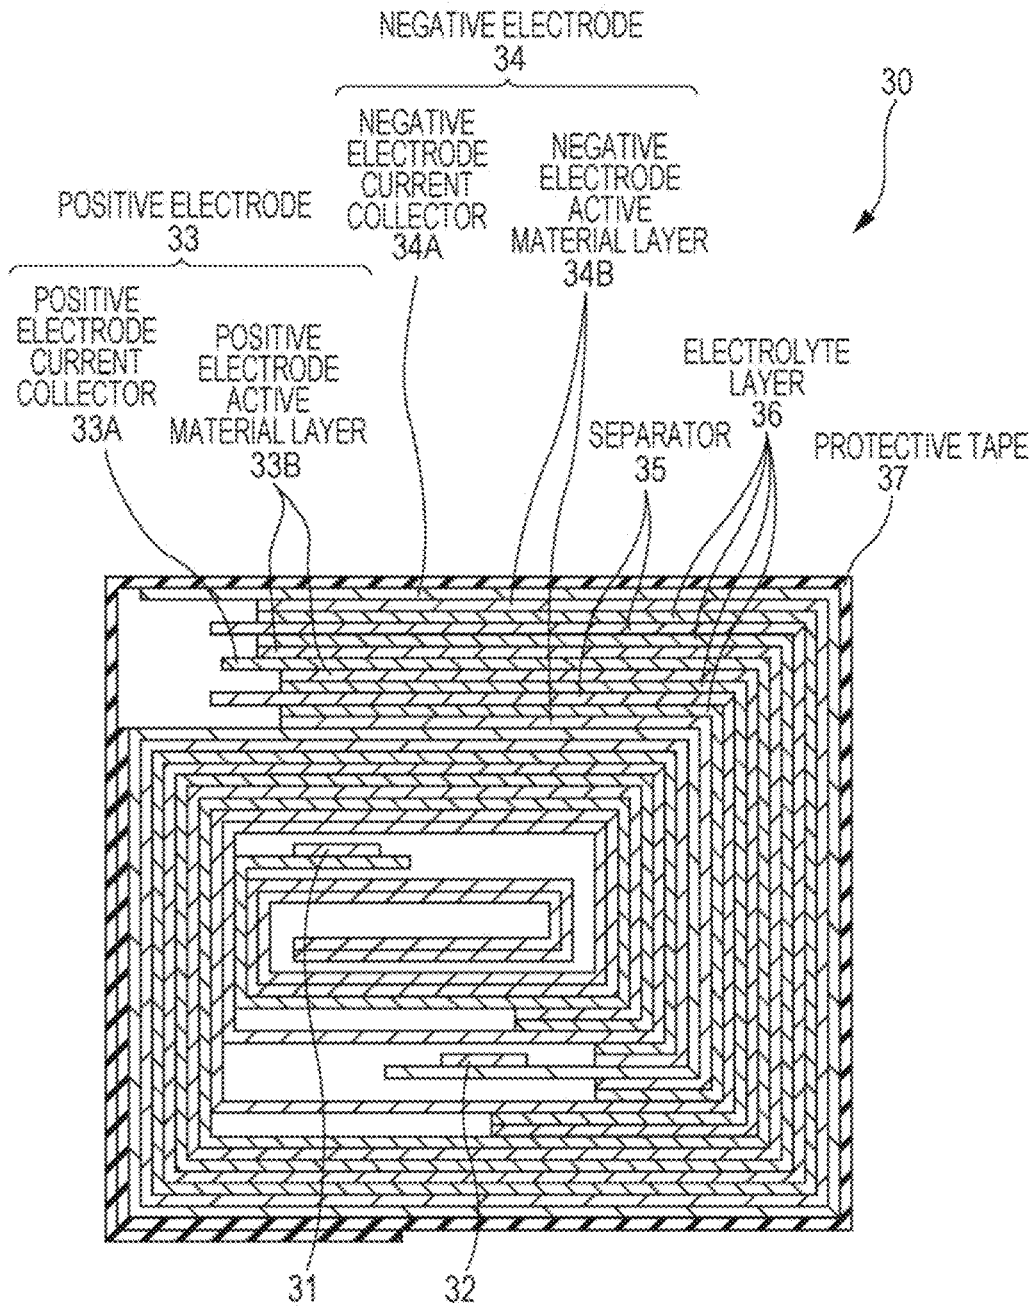 NEGATIVE ELECTRODE
34
30
NEGATIVE
ELECTRODE
CURRENT
COLLECTOR
34A
NEGATIVE
ELECTRODE
ACTIVE
MATERIAL LAYER
34B
POSITIVE ELECTRODE
33
POSITIVE
ELECTRODE
CURRENT
COLLECTOR
33A
POSITIVE
ELECTRODE
ACTIVE
MATERIAL LAYER
33B
SEPARATOR
35
ELECTROLYTE
LAYER
36
PROTECTIVE TAPE
37
31
32